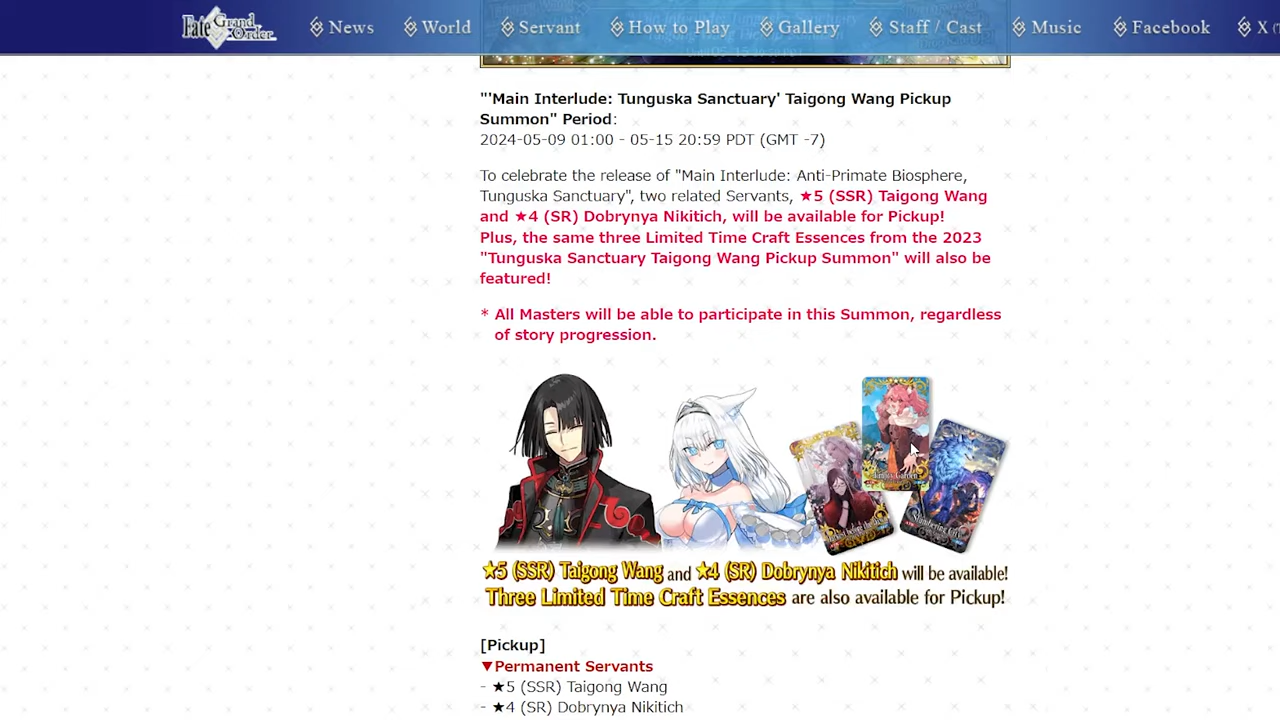 Fate Grand Order News World Servant How to Play Gallery Staff / Cast Music Facebook X
"'Main Interlude: Tunguska Sanctuary' Taigong Wang Pickup
Summon" Period:
2024-05-09 01:00 - 05-15 20:59 PDT (GMT -7)
To celebrate the release of "Main Interlude: Anti-Primate Biosphere,
Tunguska Sanctuary", two related Servants, ★5 (SSR) Taigong Wang
and ★4 (SR) Dobrynya Nikitich, will be available for Pickup!
Plus, the same three Limited Time Craft Essences from the 2023
"Tunguska Sanctuary Taigong Wang Pickup Summon" will also be
featured!
* All Masters will be able to participate in this Summon, regardless
of story progression.
★5 (SSR) Taigong Wang and ★4 (SR) Dobrynya Nikitich will be available!
Three Limited Time Craft Essences are also available for Pickup!
[Pickup]
▼Permanent Servants
- ★5 (SSR) Taigong Wang
- ★4 (SR) Dobrynya Nikitich